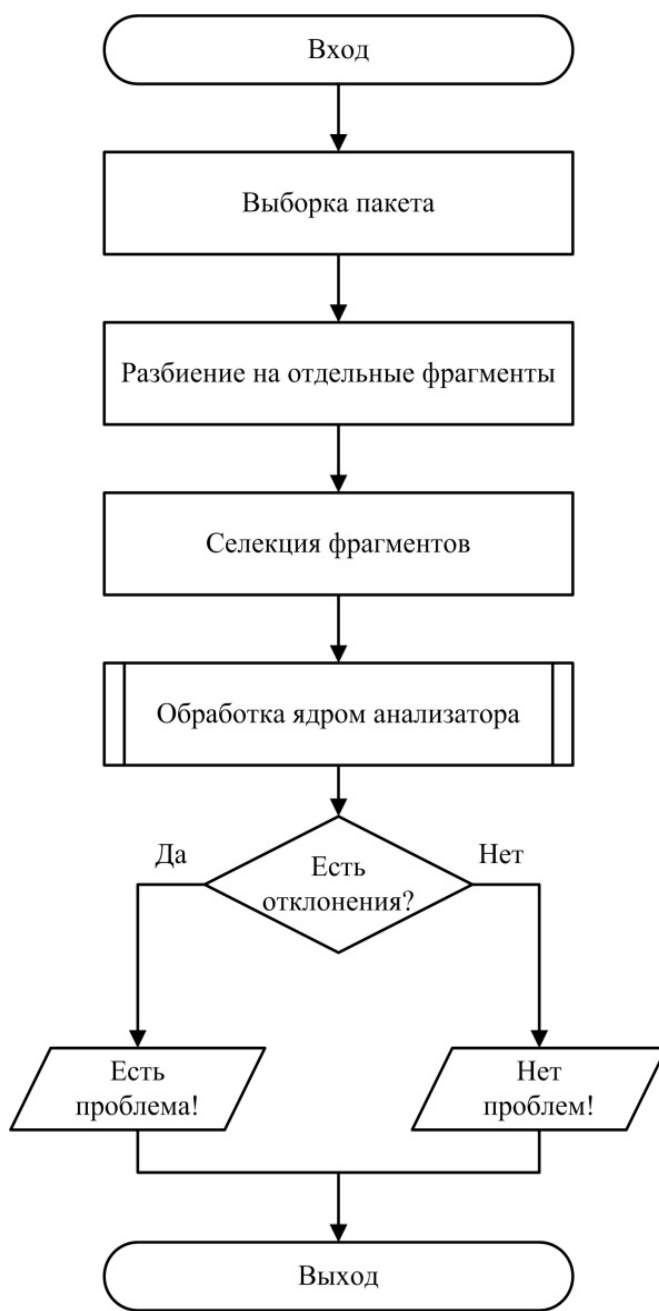 Вход
Выборка пакета
Разбиение на отдельные фрагменты
Селекция фрагментов
Обработка ядром анализатора
Да
Нет
Есть
отклонения?
Есть
проблема!
Нет
проблем!
Выход